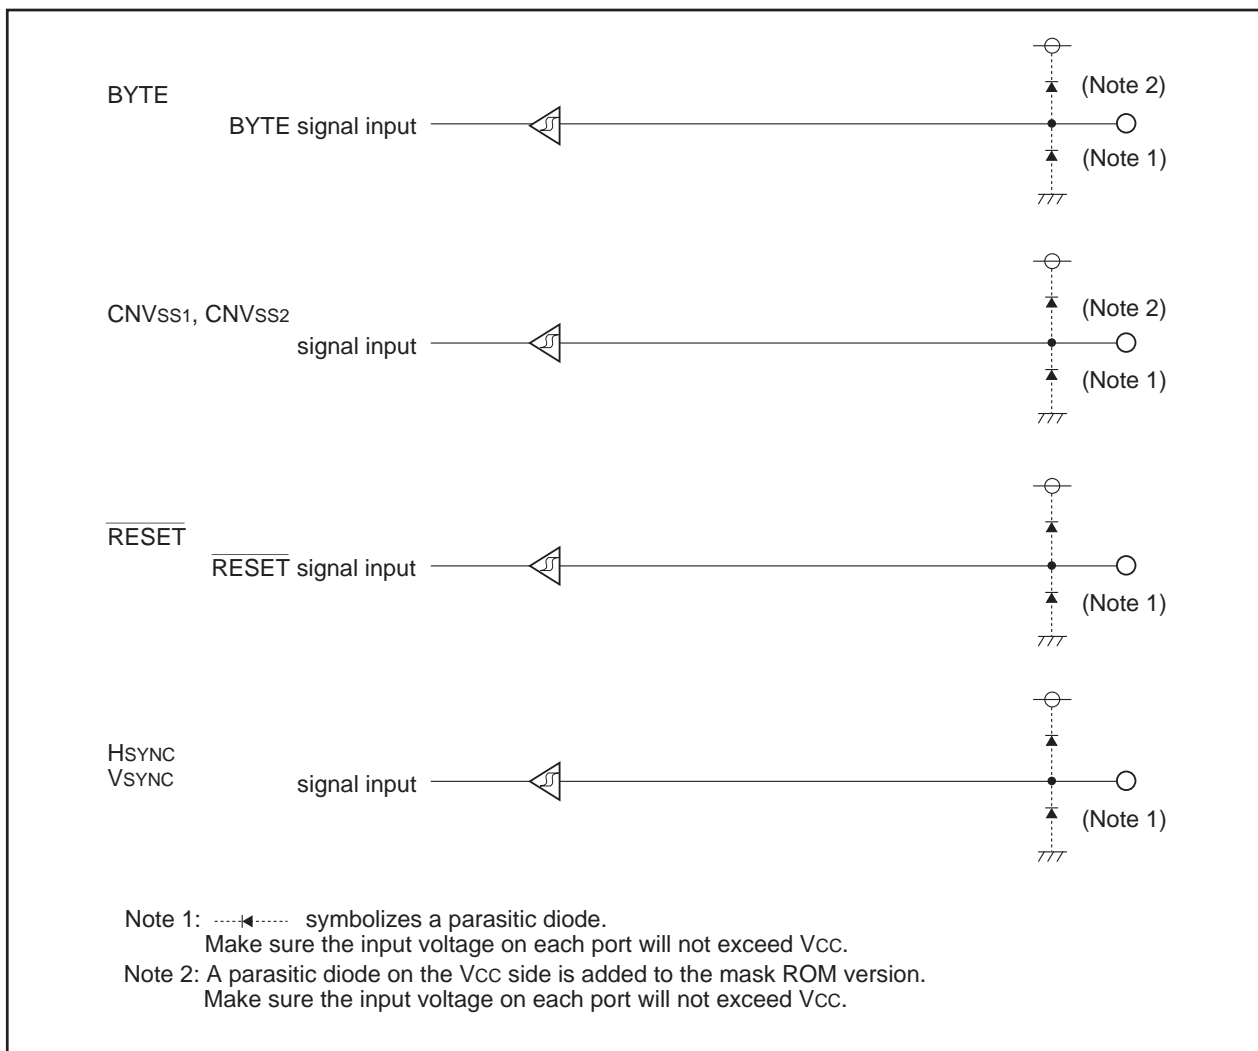 BYTE
(Note 2)
BYTE signal input
(Note 1)
CNVSS1, CNVSS2
(Note 2)
signal input
(Note 1)
RESET
RESET signal input
(Note 1)
HSYNC
VSYNC
signal input
(Note 1)
Note 1: symbolizes a parasitic diode.
Make sure the input voltage on each port will not exceed VCC.
Note 2: A parasitic diode on the VCC side is added to the mask ROM version.
Make sure the input voltage on each port will not exceed VCC.